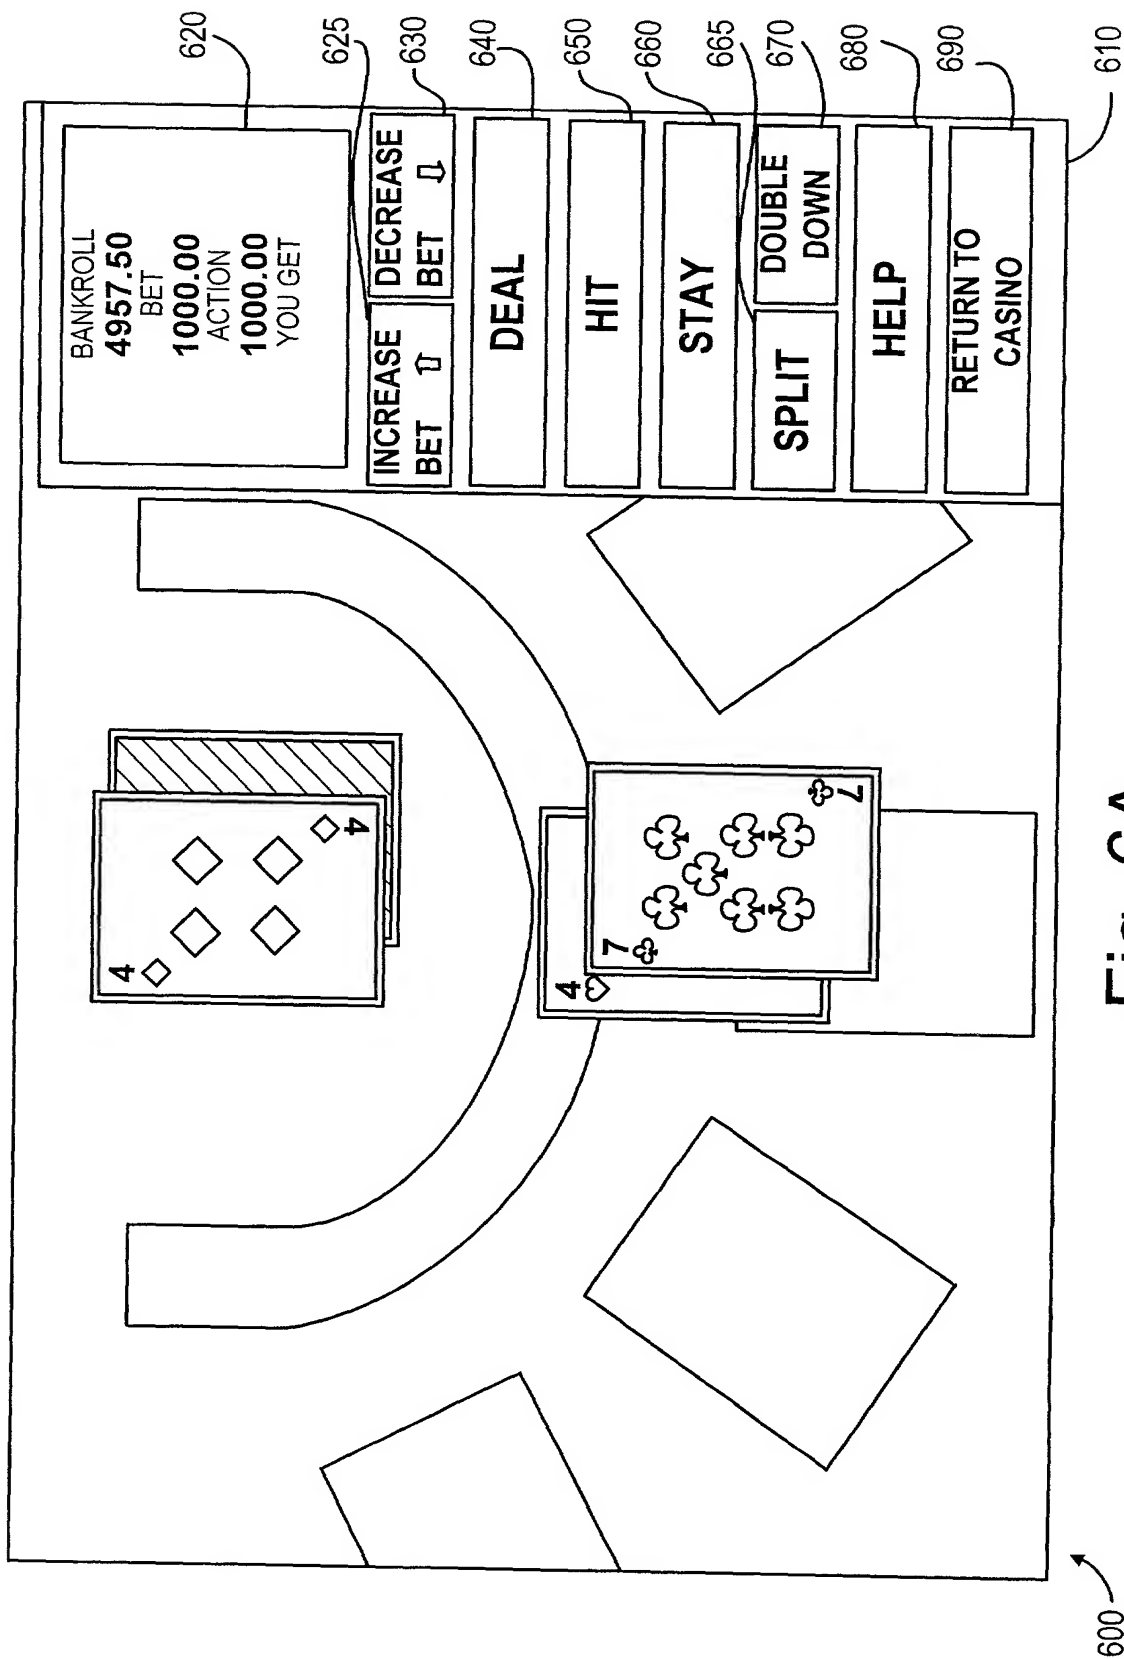 BANKROLL
4957.50
BET
1000.00
ACTION
1000.00
YOU GET
INCREASE
BET
DECREASE
BET
DEAL
HIT
STAY
SPLIT
DOUBLE
DOWN
HELP
RETURN TO
CASINO
620
625
630
640
650
660
665
670
680
690
610
600
4
4
4
7
7